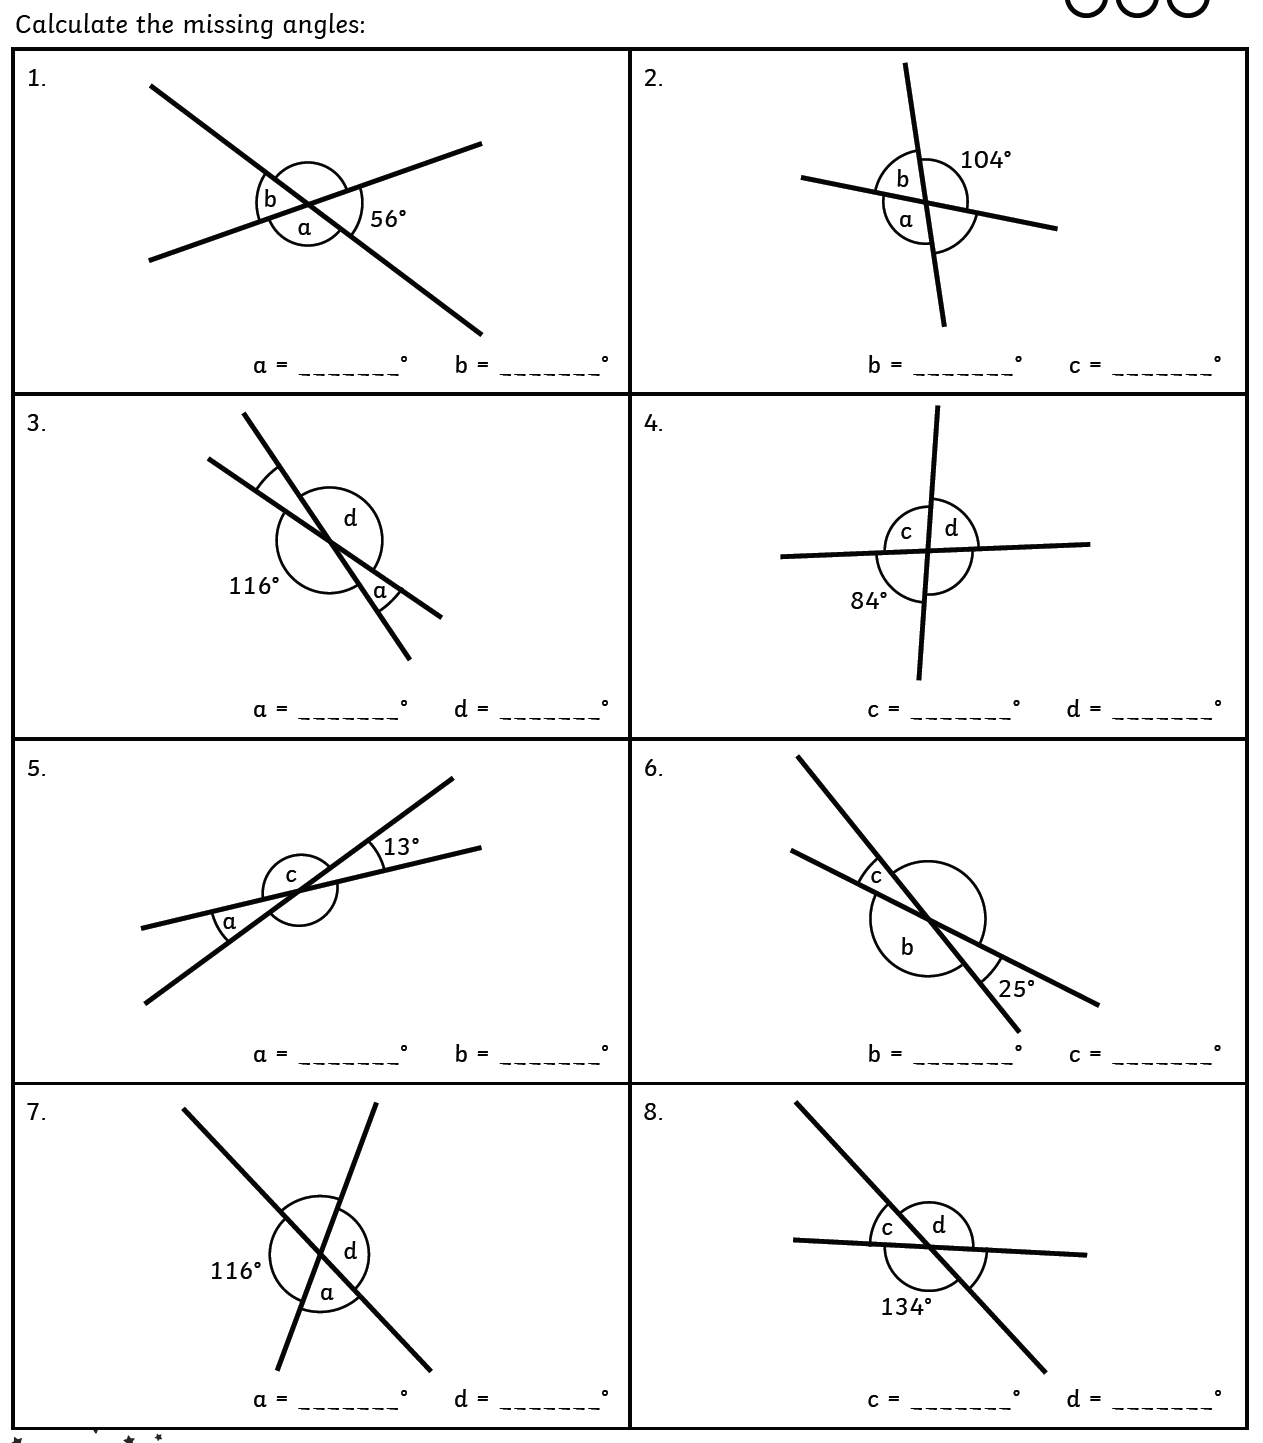 Calculate the missing angles:
1.
b
a
56°
a = _______° b = _______°
2.
104°
b
a
b = _______° c = _______°
3.
d
116°
a
a = _______° d = _______°
4.
c d
84°
c = _______° d = _______°
5.
13°
c
a
a = _______° b = _______°
6.
c
b
25°
b = _______° c = _______°
7.
d
116°
a
a = _______° d = _______°
8.
c d
134°
c = _______° d = _______°